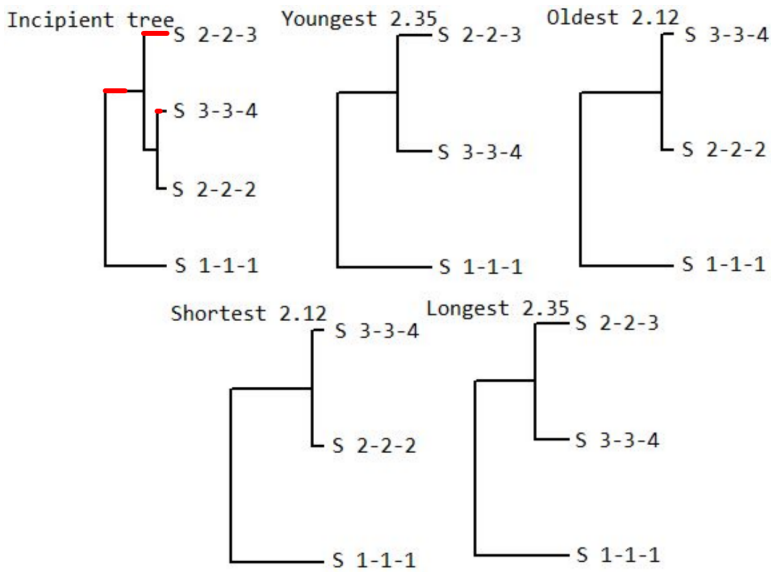 Incipient tree
S 2-2-3
S 3-3-4
S 2-2-2
S 1-1-1
Youngest 2.35
S 2-2-3
S 3-3-4
S 1-1-1
Oldest 2.12
S 3-3-4
S 2-2-2
S 1-1-1
Shortest 2.12
S 3-3-4
S 2-2-2
S 1-1-1
Longest 2.35
S 2-2-3
S 3-3-4
S 1-1-1